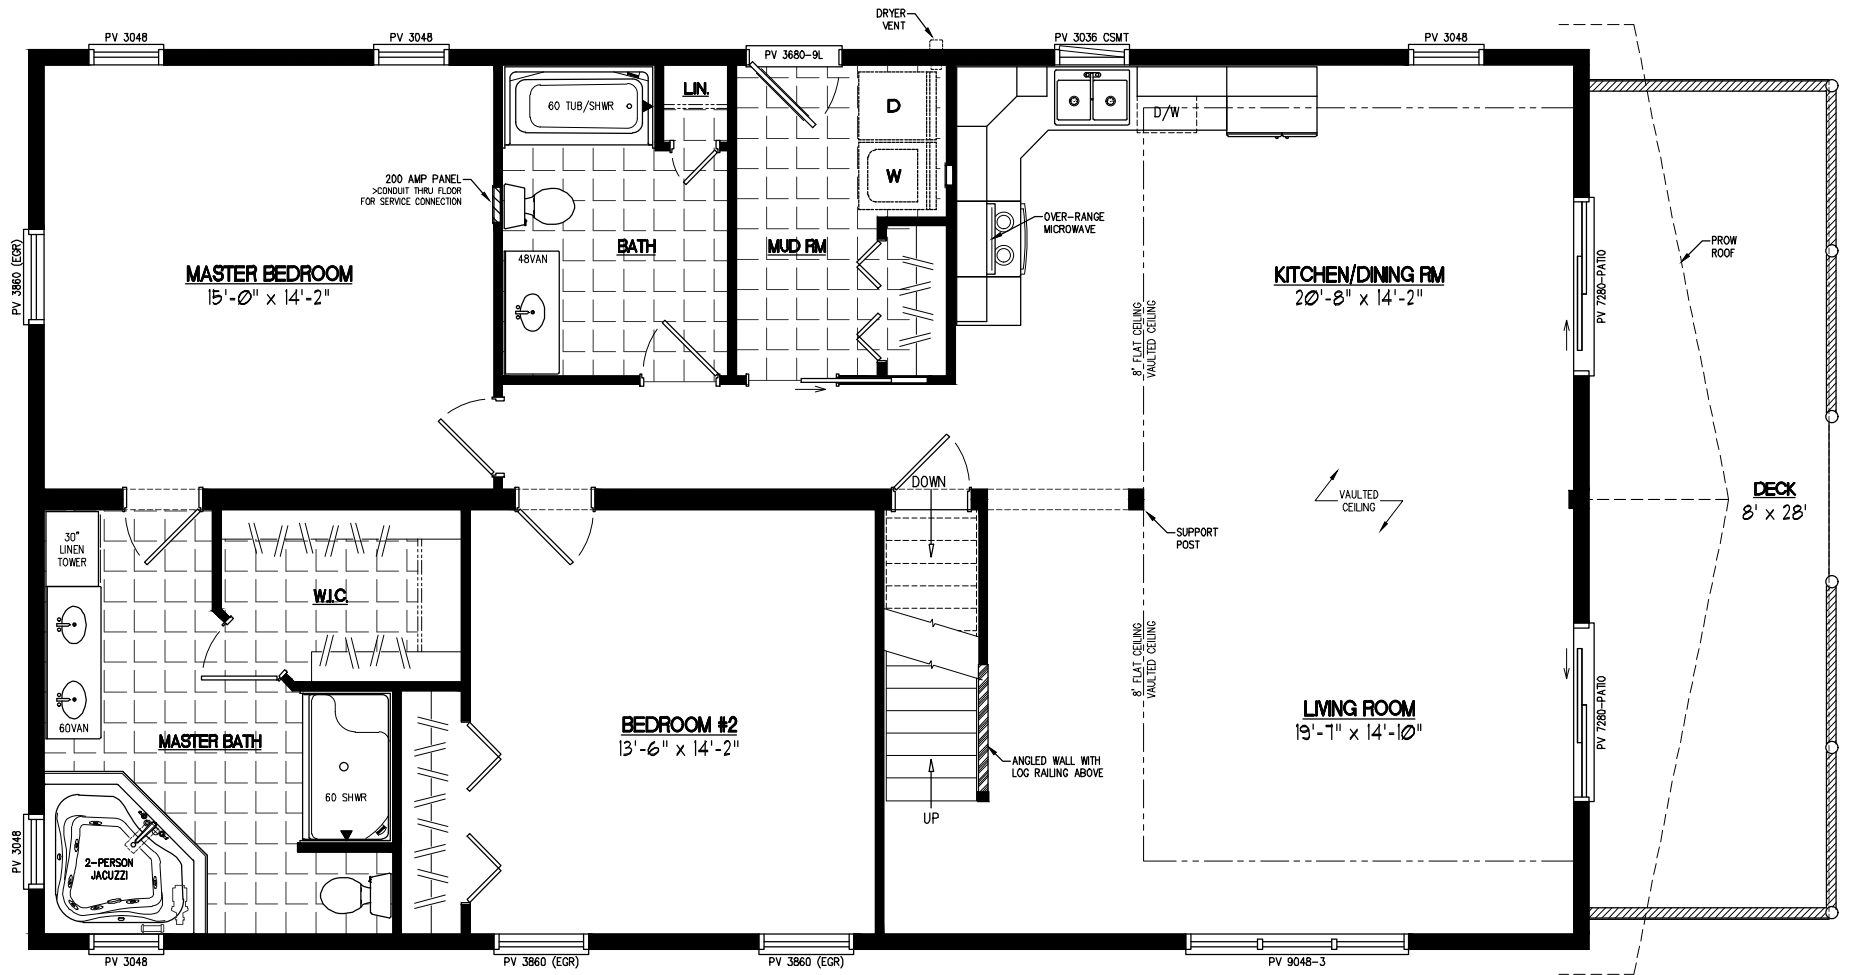 DRYER
VENT
PV 3048
PV 3048
PV 3680-9L
PV 3036 CSMT
PV 3048
60 TUB/SHWR
LIN.
D
D/W
W
200 AMP PANEL
>CONDUIT THRU FLOOR
FOR SERVICE CONNECTION
OVER-RANGE
MICROWAVE
PROW
ROOF
BATH
MUD RM
48VAN
PV 3860 (EGR)
MASTER BEDROOM
15'-0" x 14'-2"
KITCHEN/DINING RM
20'-8" x 14'-2"
PV 7280-PATIO
8' FLAT CEILING
VAULTED CEILING
DOWN
VAULTED
CEILING
DECK
8' x 28'
30"
LINEN
TOWER
SUPPORT
POST
W.I.C.
8' FLAT CEILING
VAULTED CEILING
60VAN
MASTER BATH
BEDROOM #2
13'-6" x 14'-2"
LIVING ROOM
19'-7" x 14'-10"
PV 7280-PATIO
ANGLED WALL WITH
LOG RAILING ABOVE
60 SHWR
UP
PV 3048
2-PERSON
JACUZZI
PV 3048
PV 3860 (EGR)
PV 3860 (EGR)
PV 9048-3